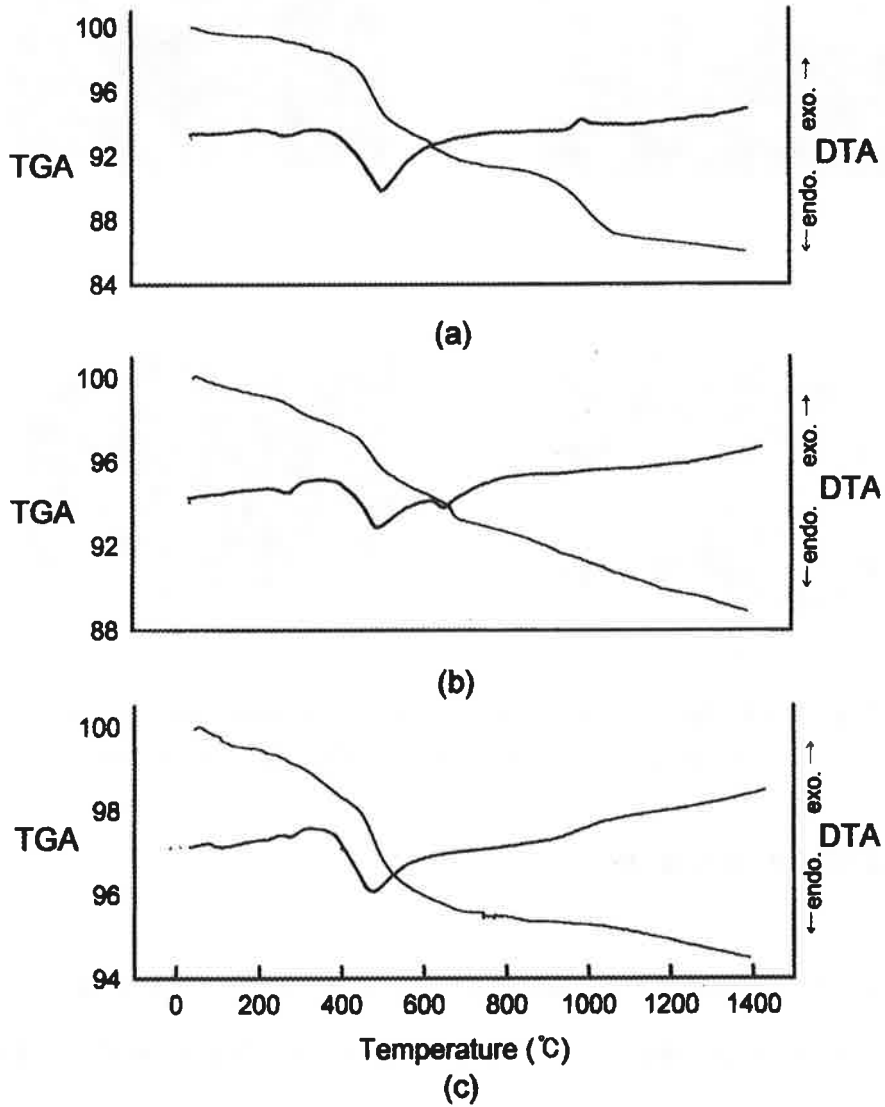 100
96
92
88
84
TGA
DTA
←endo. exo.→
(a)
100
96
92
88
TGA
DTA
←endo. exo.→
(b)
100
98
96
94
TGA
DTA
←endo. exo.→
0 200 400 600 800 1000 1200 1400
Temperature (℃)
(c)